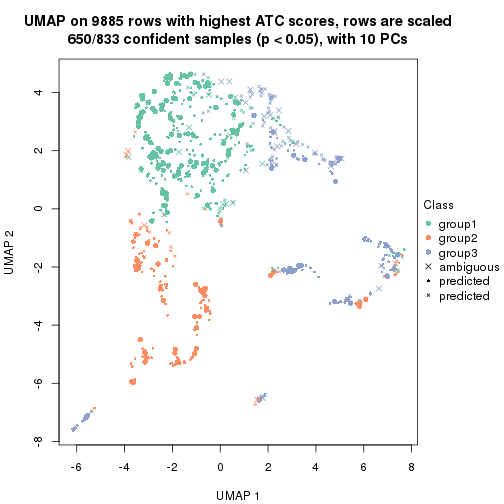 UMAP on 9885 rows with highest ATC scores, rows are scaled
650/833 confident samples (p < 0.05), with 10 PCs
4
2
0
-2
-4
-6
-8
UMAP 2
-6
-4
-2
0
2
4
6
8
UMAP 1
Class
group1
group2
group3
ambiguous
predicted
predicted